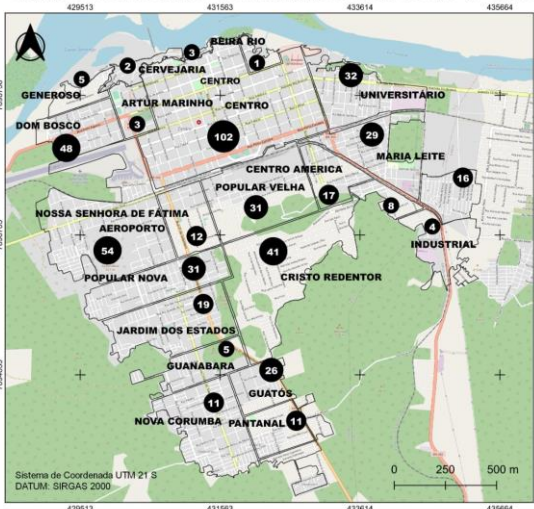 429513 431563 433614 435664
BEIRA RIO
3
1
2
CERVEJARIA
32
5
CENTRO
GENEROSO
UNIVERSITÁRIO
ARTUR MARINHO CENTRO
DOM BOSCO
3
102
29
48
MARIA LEITE
CENTRO AMERICA
16
POPULAR VELHA
17
31
8
NOSSA SENHORA DE FÁTIMA
4
AEROPORTO
12
INDUSTRIAL
54
41
31
POPULAR NOVA
CRISTO REDENTOR
19
JARDIM DOS ESTADOS
5
GUANABARA
26
GUATÓS
11
NOVA CORUMBA PANTANAL
11
Sistema de Coordenada UTM 21 S
DATUM: SIRGAS 2000
0 250 500 m
429513 431563 433614 435664